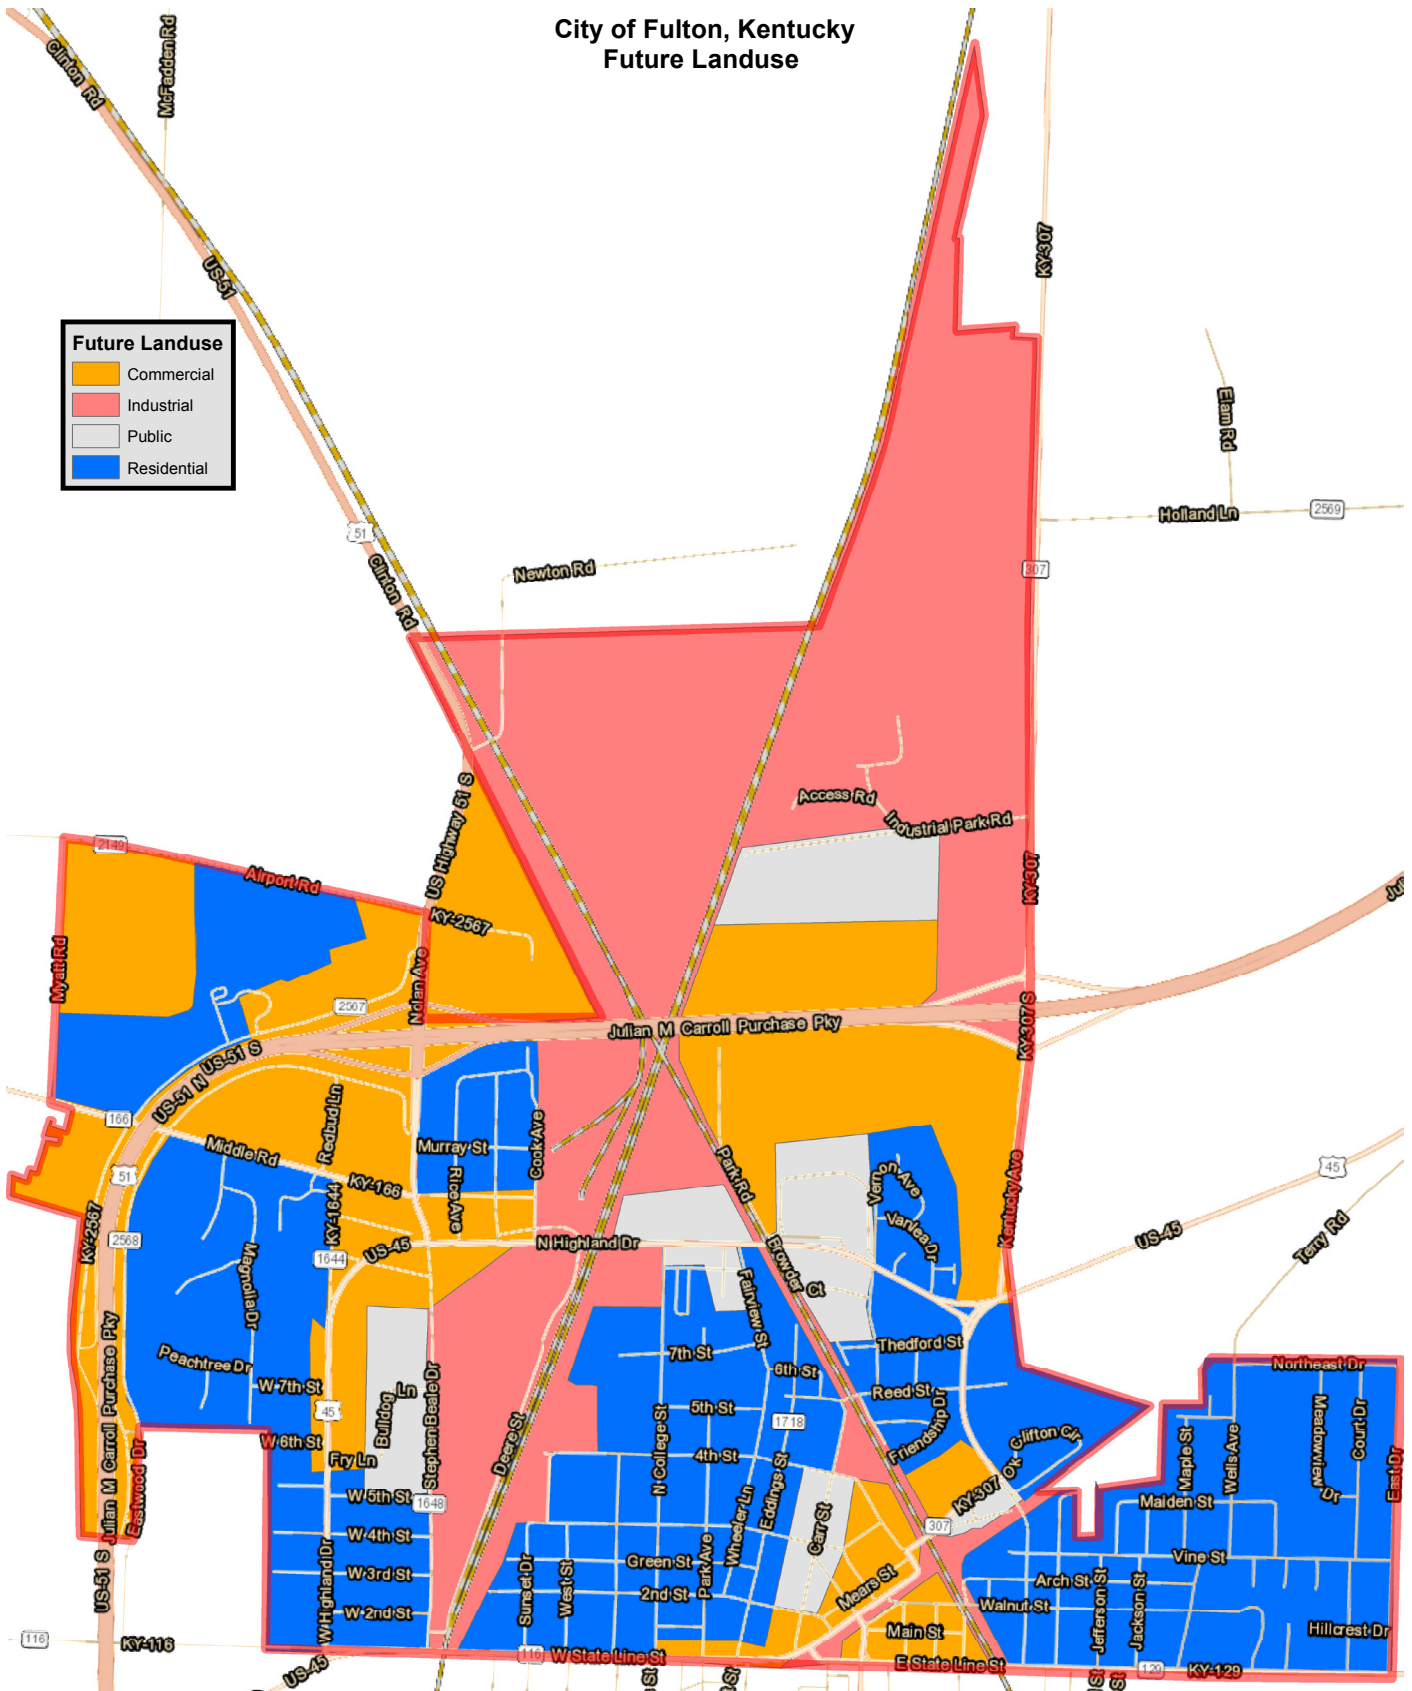 City of Fulton, Kentucky
Future Landuse
Clinton Rd
McFadden Rd
US-51
KY-307
Future Landuse
Commercial
Industrial
Public
Residential
Elam Rd
Holland Ln
2569
51
Clinton Rd
Newton Rd
307
US Highway 51 S
Access Rd
Industrial Park Rd
2149
Airport Rd
KY-2567
KY-307
Myatt Rd
Nolan Ave
2567
KY-307 S
Julian M Carroll Purchase Pky
US-51 S
US-51 N
166
Redbud Ln
Middle Rd
KY-166
Murray St
Rice Ave
Cook Ave
Park Rd
Vernon Ave
Vanlea Dr
Kentucky Ave
45
US-45
Terry Rd
51
KY-2567
2568
KY-1644
1644
US-45
N Highland Dr
Browder Ct
Magnolia Dr
Fairview St
Peachtree Dr
W 7th St
45
Bulldog Ln
Stephen Beale Dr
7th St
6th St
Thedford St
Reed St
Friendship Dr
Northeast Dr
Julian M Carroll Purchase Pky
Eastwood Dr
W 6th St
Fry Ln
Deere St
N College St
5th St
1718
4th St
Eddings St
Wheeler Ln
Clifton Cir
Ok
KY-307
Maple St
Wells Ave
Meadowview Dr
Court Dr
East Dr
W 5th St
1648
Maiden St
W 4th St
307
Carr St
Vine St
US-51 S
W Highland Dr
W 3rd St
Sunset Dr
West St
Green St
Park Ave
2nd St
Mears St
Arch St
Jefferson St
Jackson St
W 2nd St
Walnut St
Main St
Hillcrest Dr
116
KY-116
US-45
116
W State Line St
E State Line St
129
KY-129
St
St
St
St